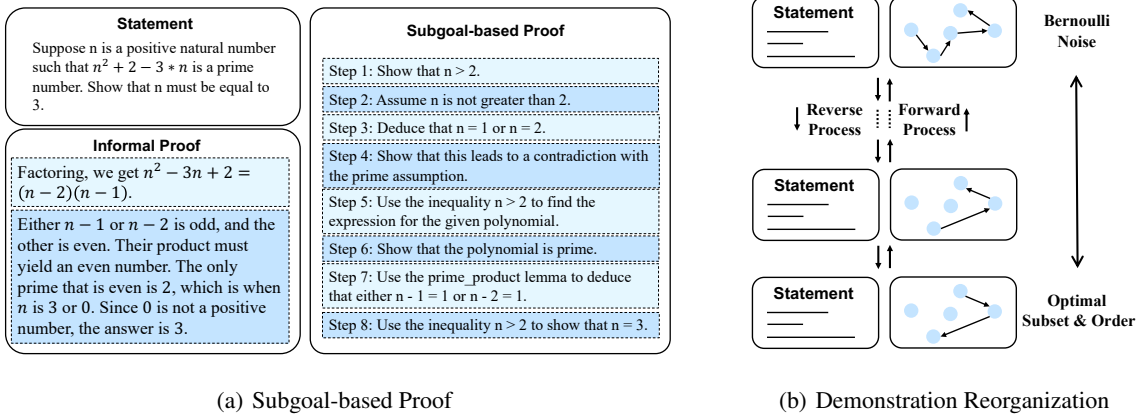 Statement
Suppose n is a positive natural number
such that n² + 2 − 3 ∗ n is a prime
number. Show that n must be equal to
3.
Informal Proof
Factoring, we get n² − 3n + 2 =
(n − 2)(n − 1).
Either n − 1 or n − 2 is odd, and the
other is even. Their product must
yield an even number. The only
prime that is even is 2, which is when
n is 3 or 0. Since 0 is not a positive
number, the answer is 3.
Subgoal-based Proof
Step 1: Show that n > 2.
Step 2: Assume n is not greater than 2.
Step 3: Deduce that n = 1 or n = 2.
Step 4: Show that this leads to a contradiction with
the prime assumption.
Step 5: Use the inequality n > 2 to find the
expression for the given polynomial.
Step 6: Show that the polynomial is prime.
Step 7: Use the prime_product lemma to deduce
that either n - 1 = 1 or n - 2 = 1.
Step 8: Use the inequality n > 2 to show that n = 3.
(a) Subgoal-based Proof
Statement
Bernoulli
Noise
Reverse
Process
Forward
Process
Statement
Statement
Optimal
Subset & Order
(b) Demonstration Reorganization